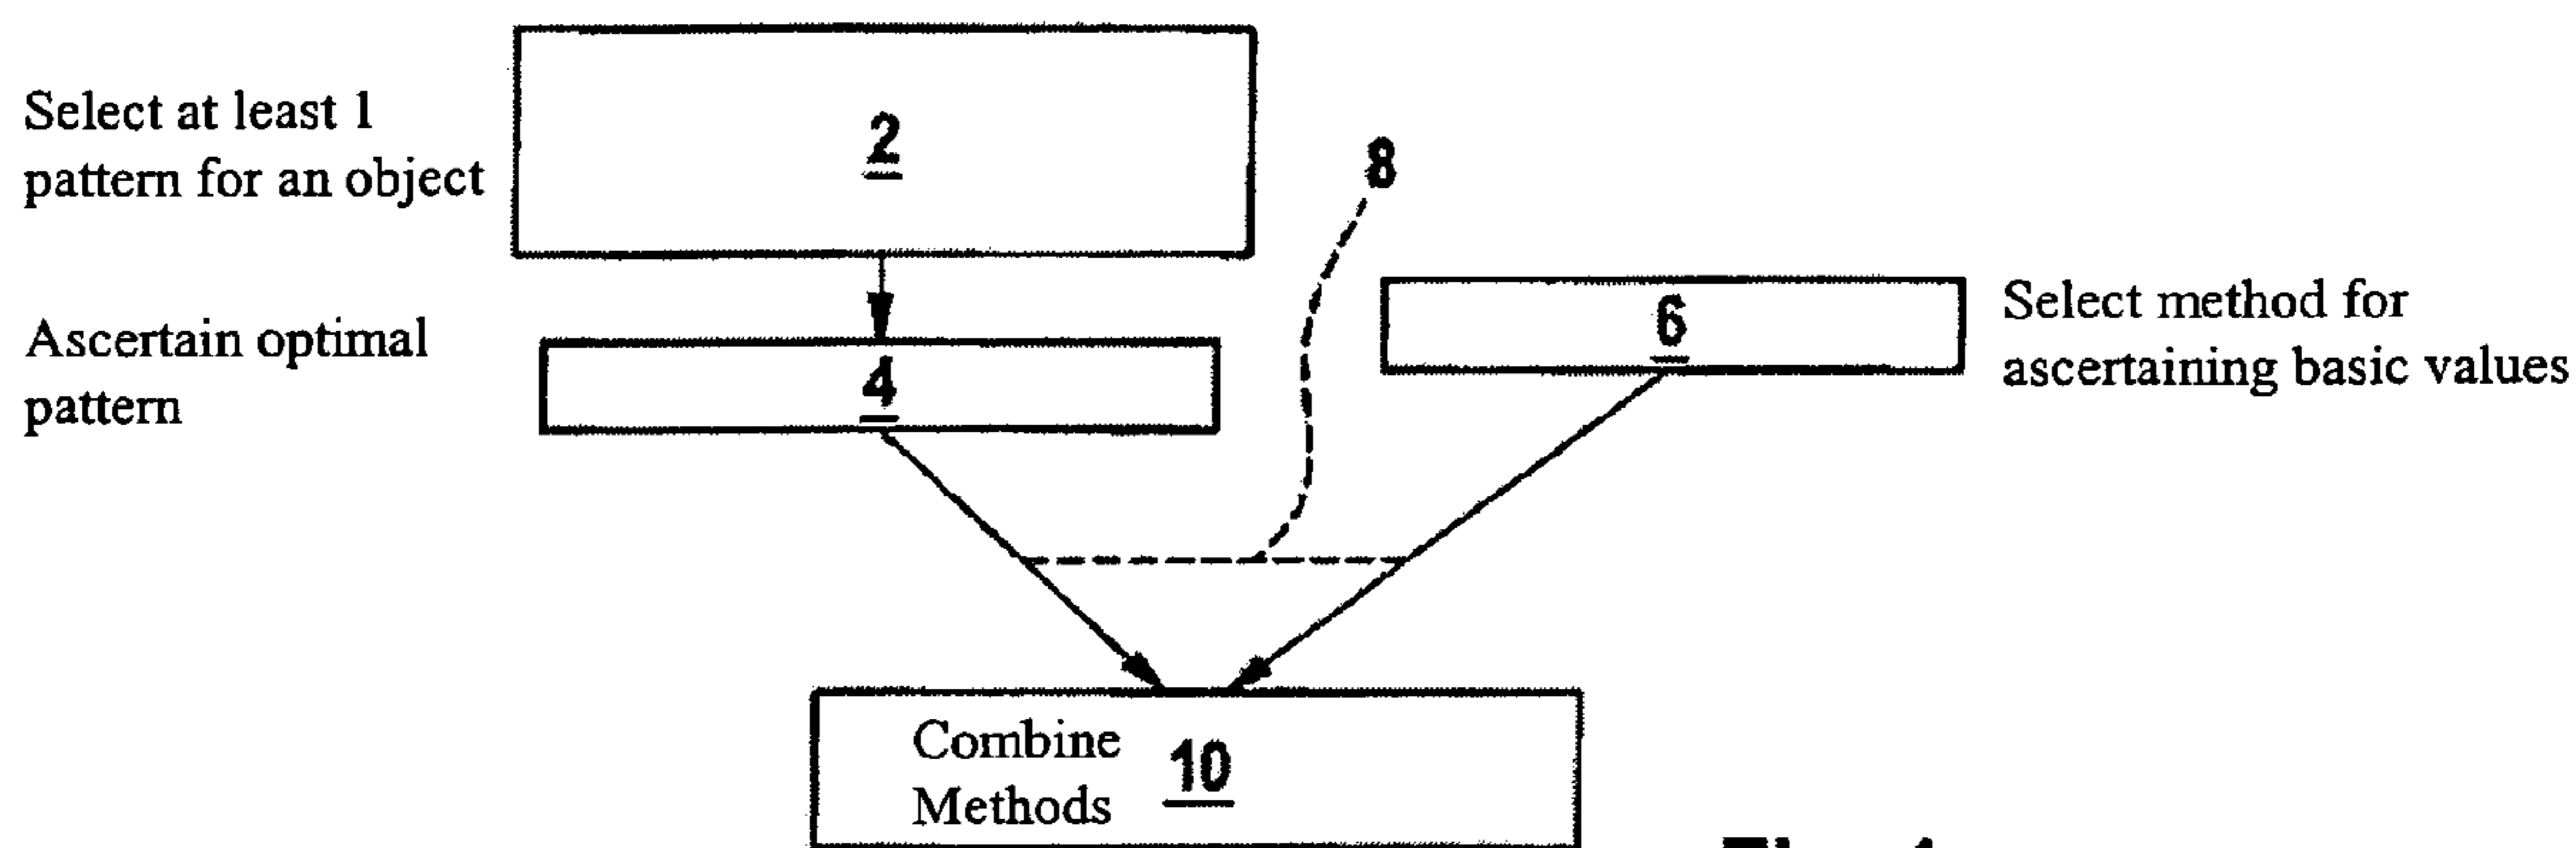 Select at least 1
pattern for an object
2
8
Ascertain optimal
pattern
4
6
Select method for
ascertaining basic values
Combine
Methods
10